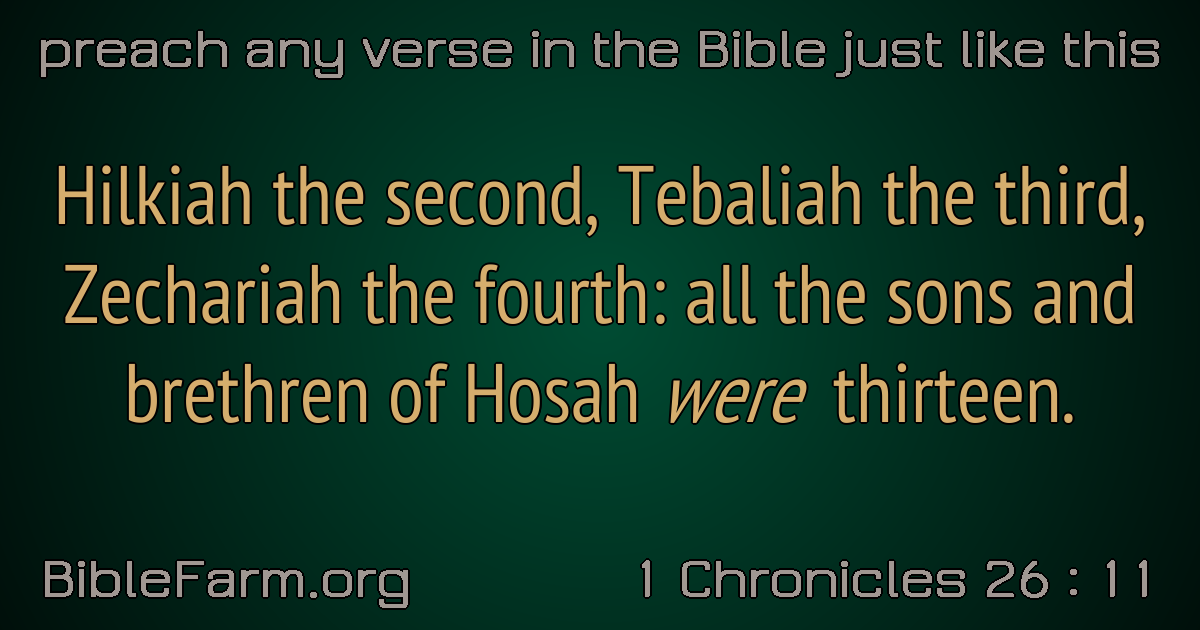 preach any verse in the Bible just like this
Hilkiah the second, Tebaliah the third,
Zechariah the fourth: all the sons and
brethren of Hosah were thirteen.
BibleFarm.org
1 Chronicles 26 : 11